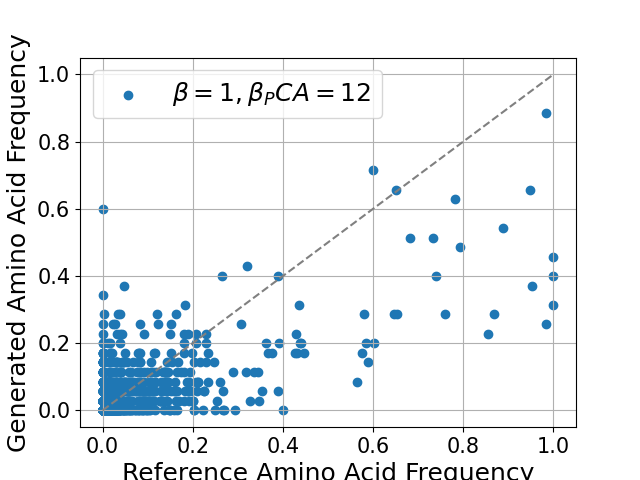 β = 1, β_PCA = 12
1.0
0.8
0.6
0.4
0.2
0.0
0.0 0.2 0.4 0.6 0.8 1.0
Reference Amino Acid Frequency
Generated Amino Acid Frequency